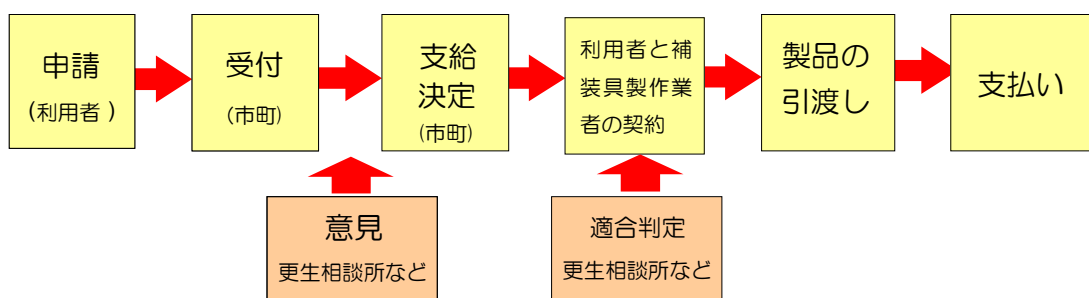 申請
(利用者 )
受付
(市町)
支給
決定
(市町)
利用者と補
装具製作業
者の契約
製品の
引渡し
支払い
意見
更生相談所など
適合判定
更生相談所など